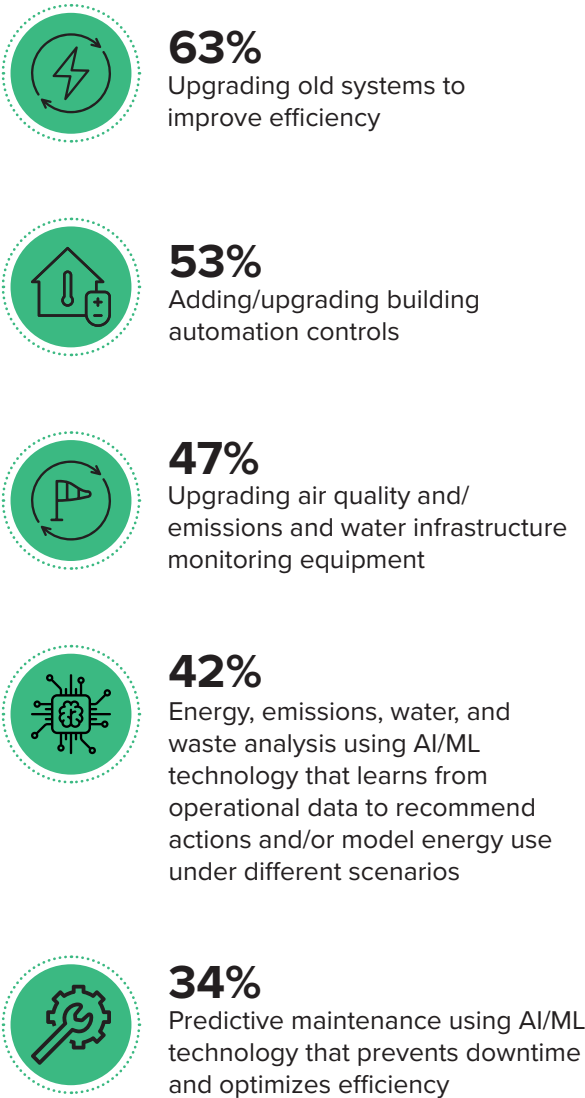 63%
Upgrading old systems to
improve efficiency
53%
Adding/upgrading building
automation controls
47%
Upgrading air quality and/
emissions and water infrastructure
monitoring equipment
42%
Energy, emissions, water, and
waste analysis using AI/ML
technology that learns from
operational data to recommend
actions and/or model energy use
under different scenarios
34%
Predictive maintenance using AI/ML
technology that prevents downtime
and optimizes efficiency